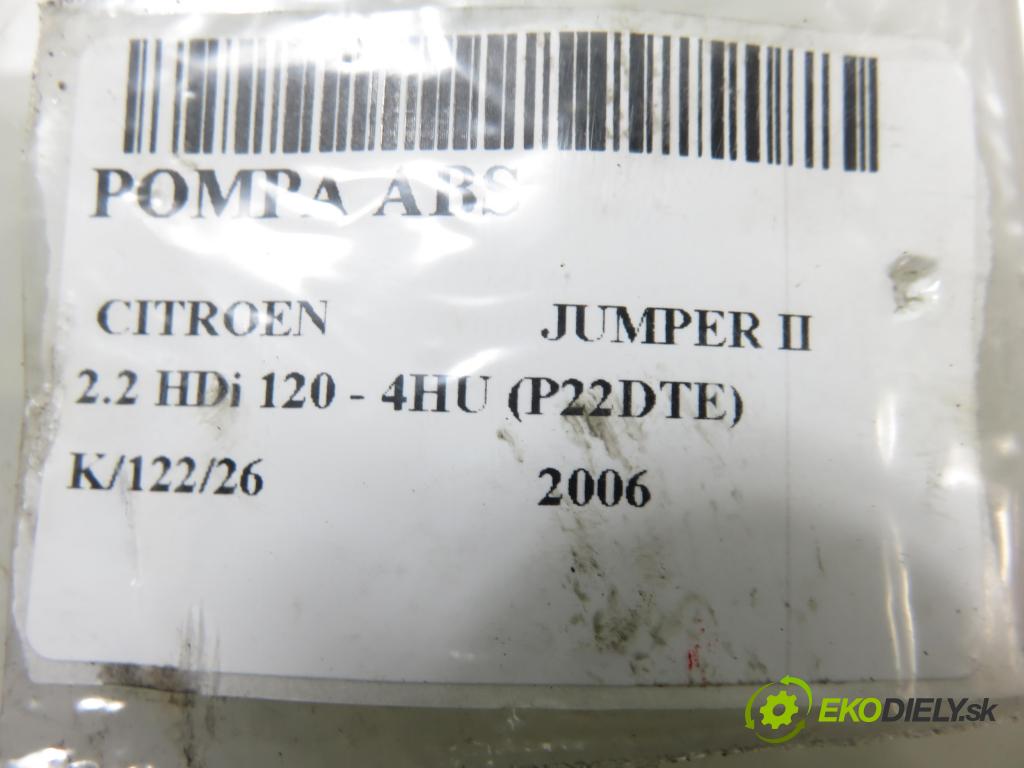 POMPA ABS
CITROEN JUMPER II
2.2 HDi 120 - 4HU (P22DTE)
K/122/26 2006
EKODIELY.sk